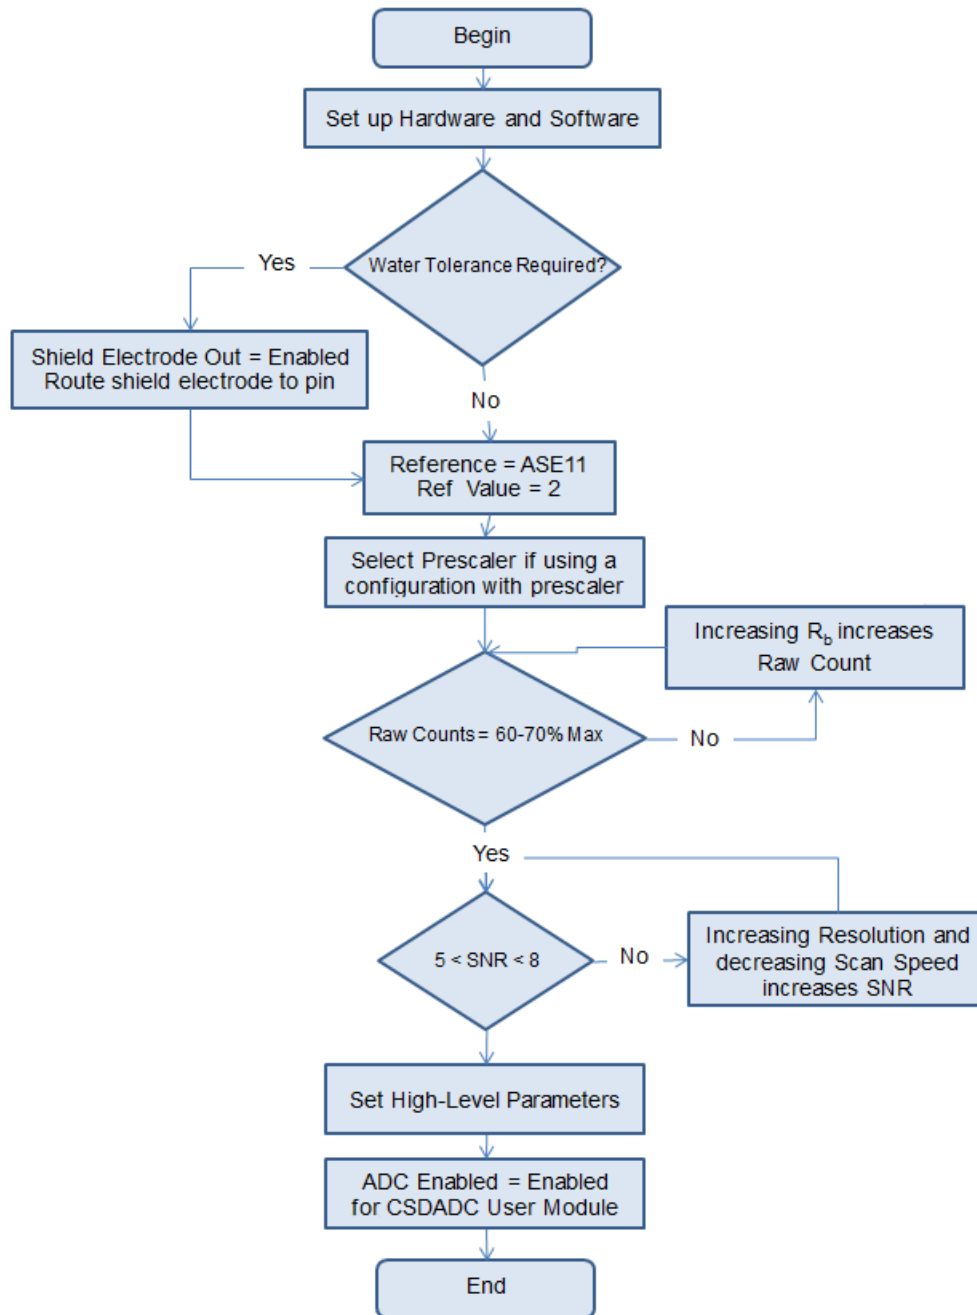 Begin
Set up Hardware and Software
Water Tolerance Required?
Yes
Shield Electrode Out = Enabled
Route shield electrode to pin
No
Reference = ASE11
Ref Value = 2
Select Prescaler if using a
configuration with prescaler
Increasing Rb increases
Raw Count
Raw Counts = 60-70% Max
No
Yes
5 < SNR < 8
No
Increasing Resolution and
decreasing Scan Speed
increases SNR
Set High-Level Parameters
ADC Enabled = Enabled
for CSDADC User Module
End